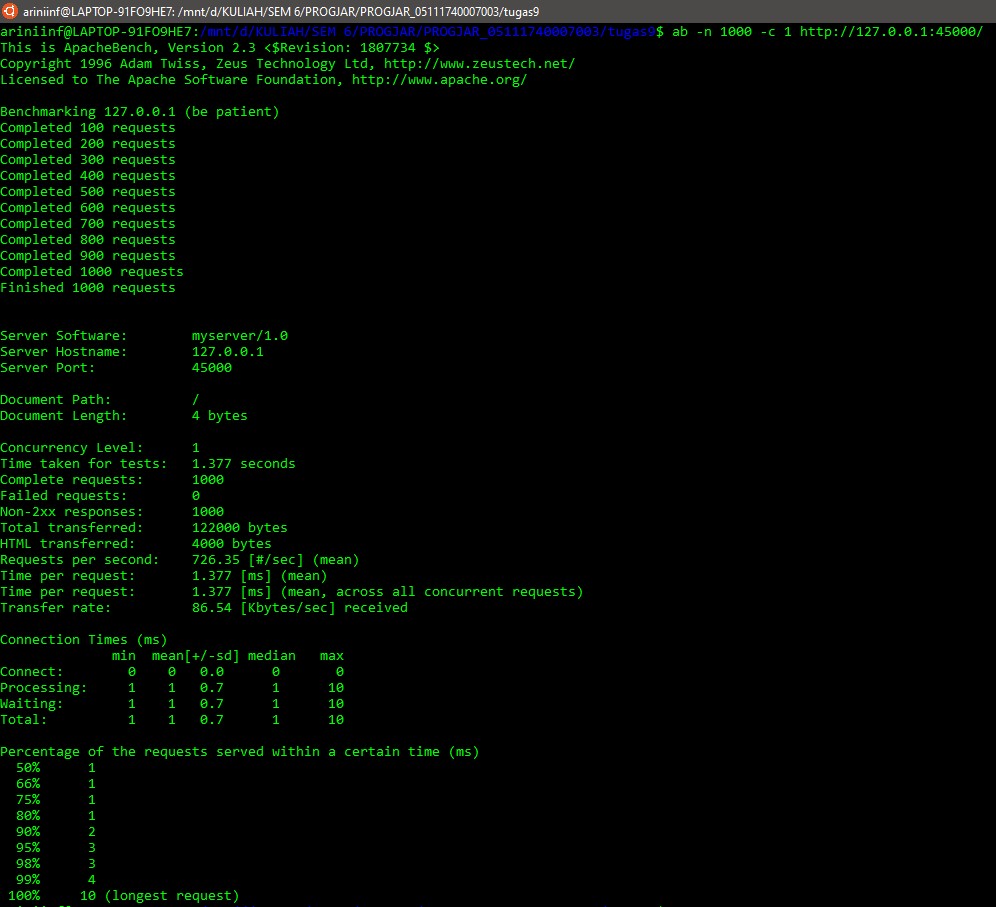 ariniinf@LAPTOP-91FO9HE7: /mnt/d/KULIAH/SEM 6/PROGJAR/PROGJAR_05111740007003/tugas9
ariniinf@LAPTOP-91FO9HE7:/mnt/d/KULIAH/SEM 6/PROGJAR/PROGJAR_05111740007003/tugas9$ ab -n 1000 -c 1 http://127.0.0.1:45000/
This is ApacheBench, Version 2.3 <$Revision: 1807734 $>
Copyright 1996 Adam Twiss, Zeus Technology Ltd, http://www.zeustech.net/
Licensed to The Apache Software Foundation, http://www.apache.org/
Benchmarking 127.0.0.1 (be patient)
Completed 100 requests
Completed 200 requests
Completed 300 requests
Completed 400 requests
Completed 500 requests
Completed 600 requests
Completed 700 requests
Completed 800 requests
Completed 900 requests
Completed 1000 requests
Finished 1000 requests
Server Software:        myserver/1.0
Server Hostname:        127.0.0.1
Server Port:            45000
Document Path:          /
Document Length:        4 bytes
Concurrency Level:      1
Time taken for tests:   1.377 seconds
Complete requests:      1000
Failed requests:        0
Non-2xx responses:      1000
Total transferred:      122000 bytes
HTML transferred:       4000 bytes
Requests per second:    726.35 [#/sec] (mean)
Time per request:       1.377 [ms] (mean)
Time per request:       1.377 [ms] (mean, across all concurrent requests)
Transfer rate:          86.54 [Kbytes/sec] received
Connection Times (ms)
              min  mean[+/-sd] median   max
Connect:        0    0   0.0      0       0
Processing:     1    1   0.7      1      10
Waiting:        1    1   0.7      1      10
Total:          1    1   0.7      1      10
Percentage of the requests served within a certain time (ms)
  50%      1
  66%      1
  75%      1
  80%      1
  90%      2
  95%      3
  98%      3
  99%      4
 100%     10 (longest request)